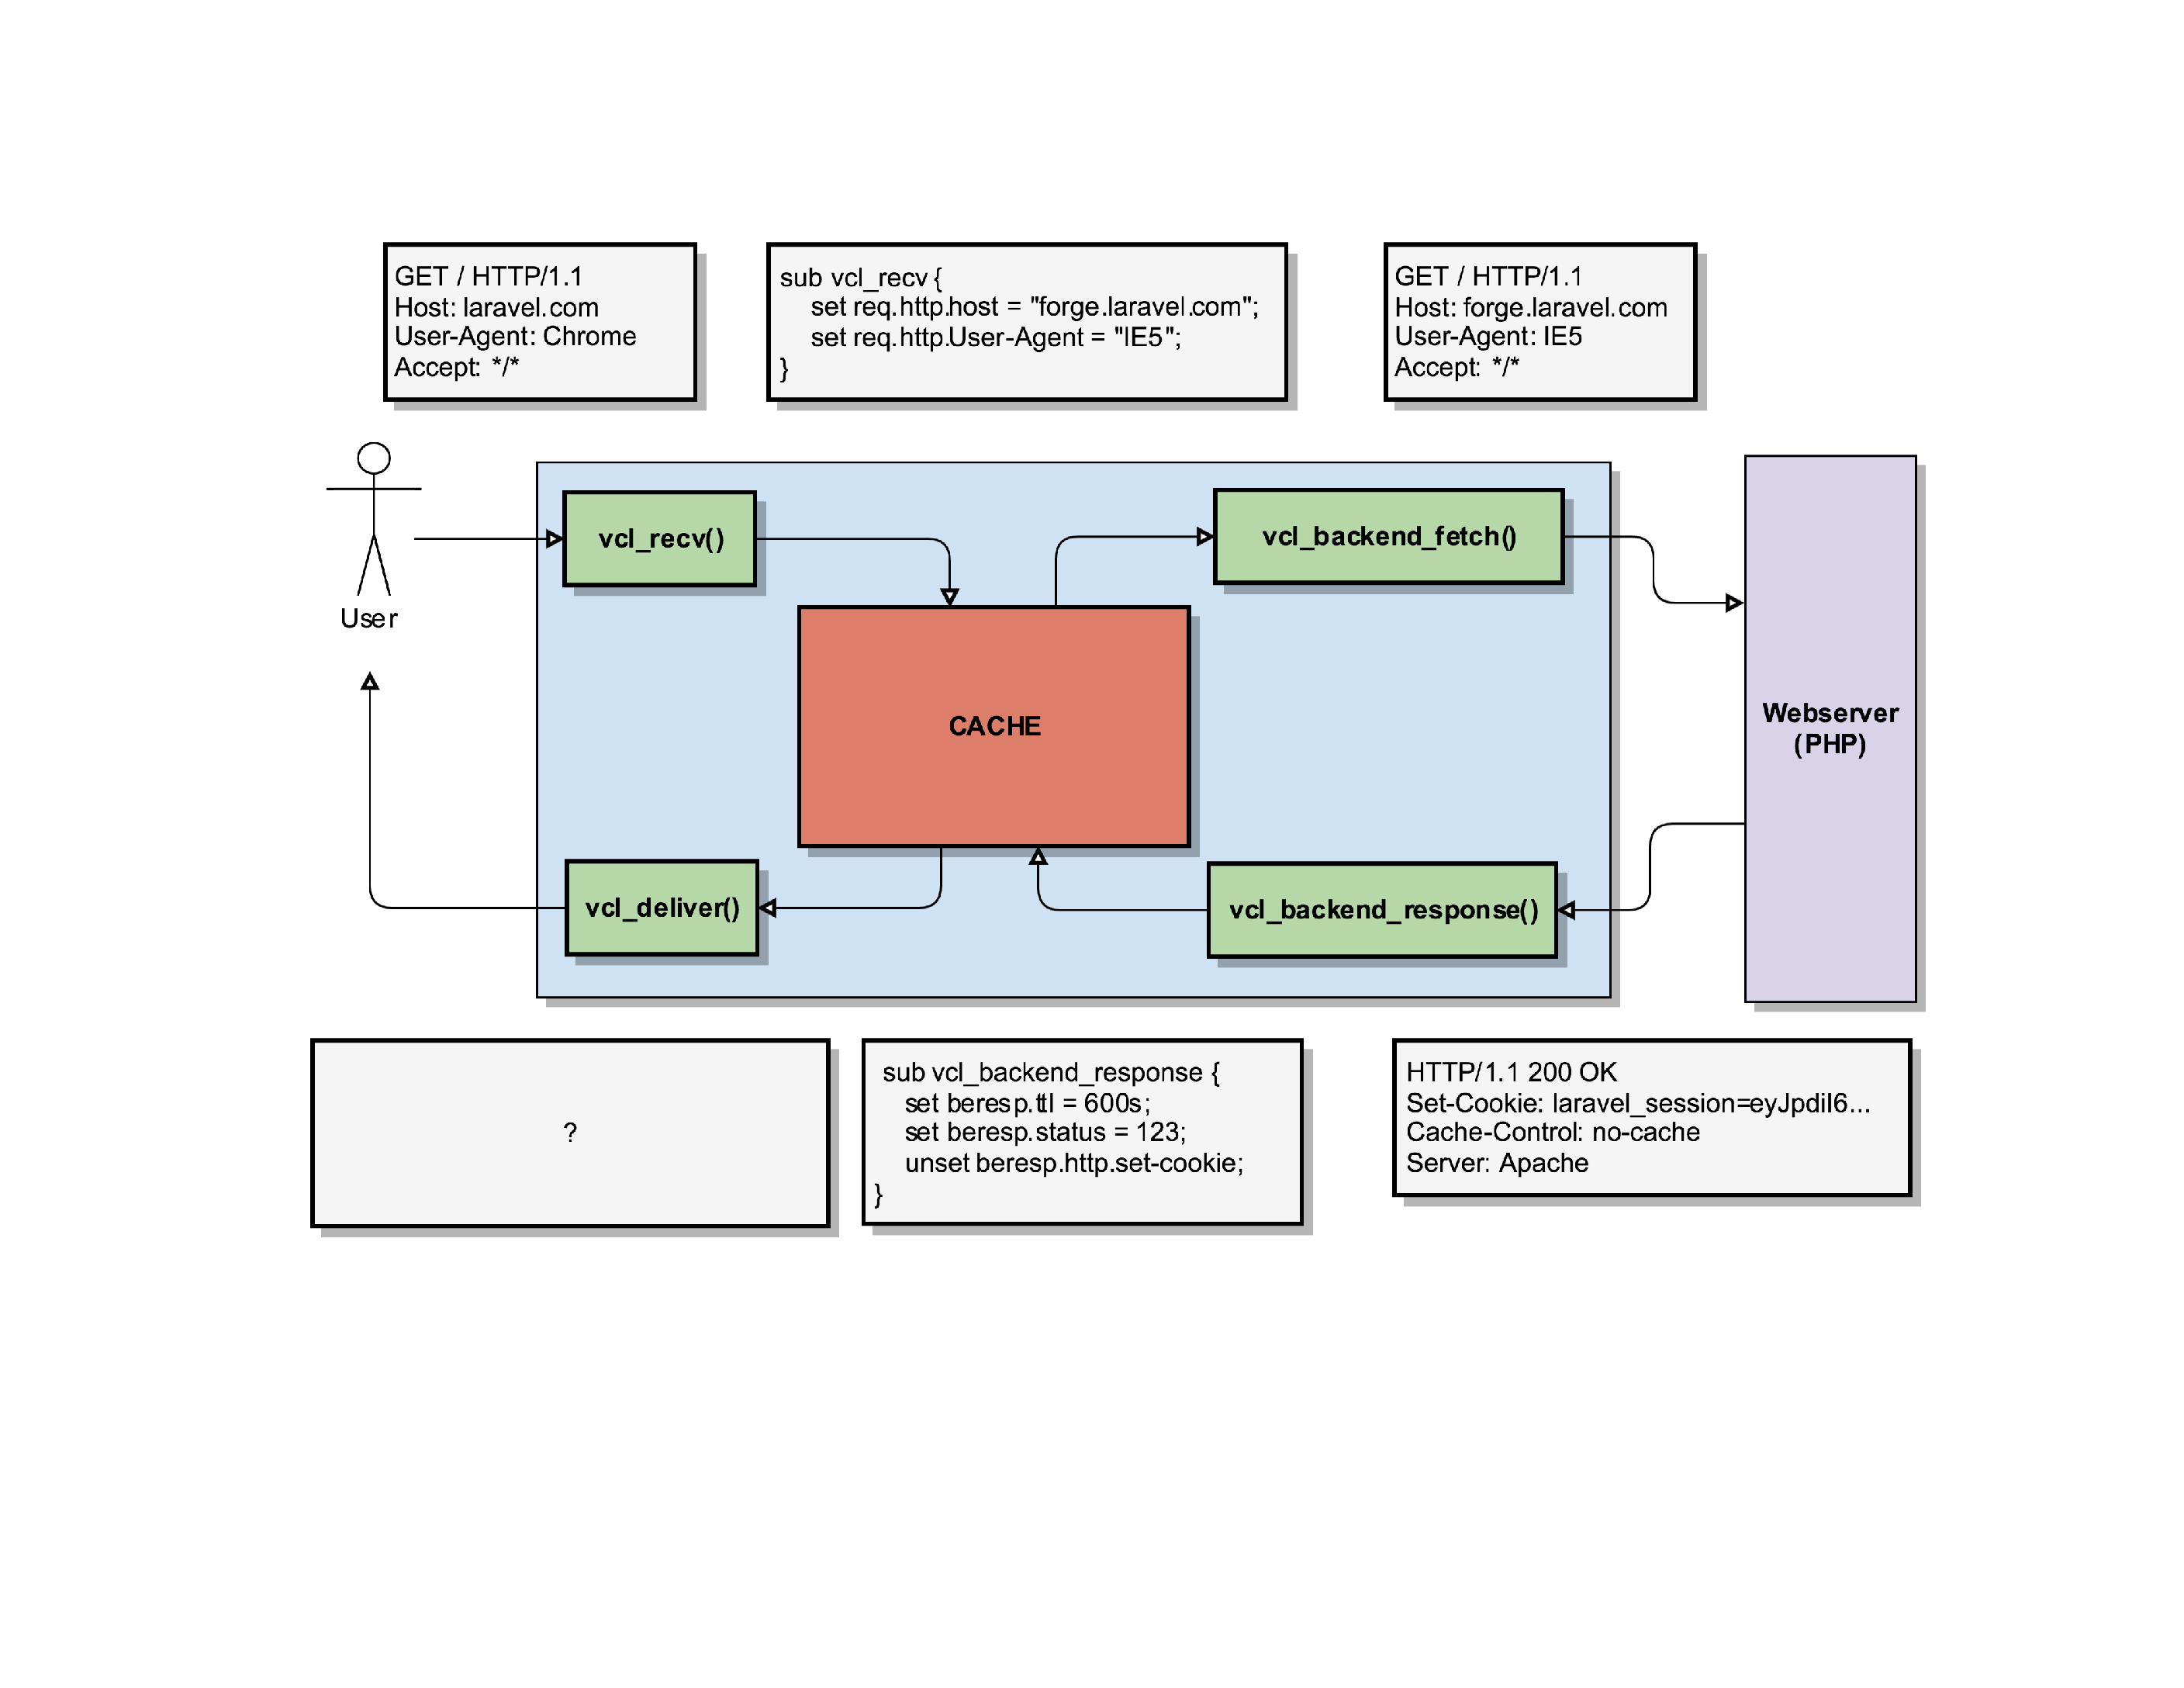 GET / HTTP/1.1
Host: laravel.com
User-Agent: Chrome
Accept: */*
sub vcl_recv {
set req.http.host = "forge.laravel.com";
set req.http.User-Agent = "IE5";
}
GET / HTTP/1.1
Host: forge.laravel.com
User-Agent: IE5
Accept: */*
User
vcl_recv()
vcl_backend_fetch()
CACHE
Webserver
(PHP)
vcl_deliver()
vcl_backend_response()
?
sub vcl_backend_response {
set beresp.ttl = 600s;
set beresp.status = 123;
unset beresp.http.set-cookie;
}
HTTP/1.1 200 OK
Set-Cookie: laravel_session=eyJpdiI6...
Cache-Control: no-cache
Server: Apache